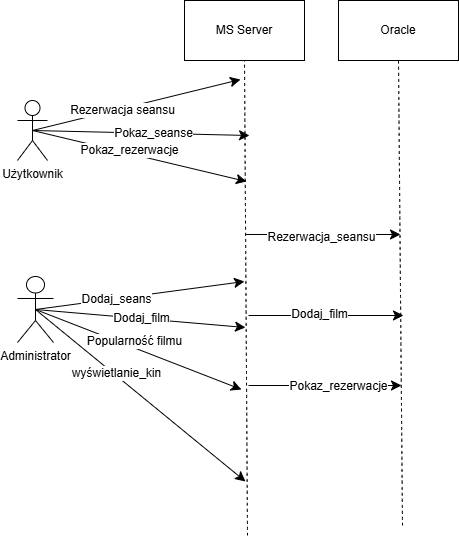 MS Server
Oracle
Rezerwacja seansu
Pokaz_seanse
Pokaz_rezerwacje
Użytkownik
Rezerwacja_seansu
Dodaj_seans
Dodaj_film
Dodaj_film
Popularność filmu
Administrator
wyświetlanie_kin
Pokaz_rezerwacje